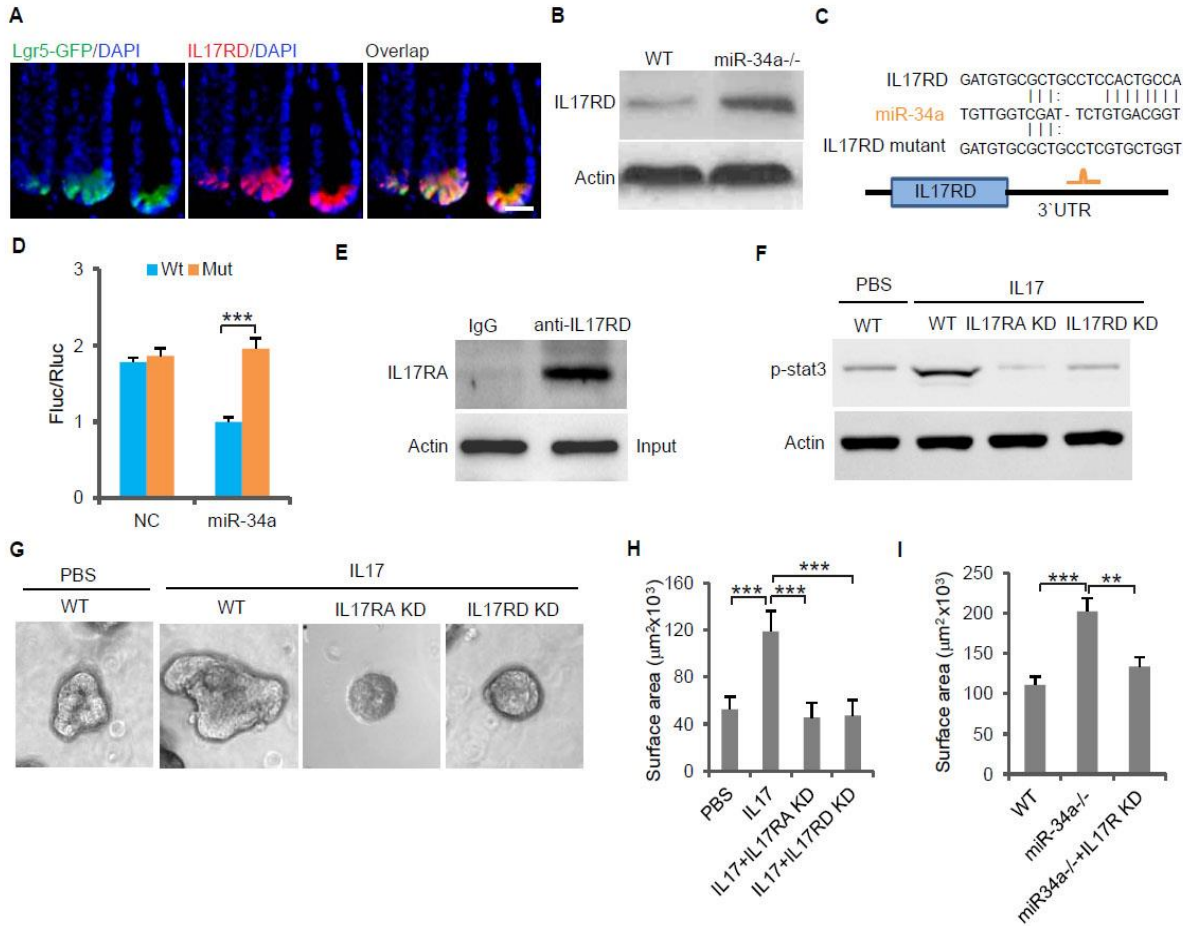 A
Lgr5-GFP/DAPI IL17RD/DAPI Overlap
B
WT miR-34a-/-
IL17RD
Actin
C
IL17RD GATGTGCGCTGCCTCCACTGCCA
| | | : | | | | | | | |
miR-34a TGTTGGTCGAT- TCTGTGACGGT
| | | :
IL17RD mutant GATGTGCGCTGCCTCGTGCTGGT
IL17RD
3`UTR
D
Wt Mut
***
Fluc/Rluc
3
2
1
0
NC miR-34a
E
IgG anti-IL17RD
IL17RA
Actin Input
F
PBS IL17
WT WT IL17RA KD IL17RD KD
p-stat3
Actin
G
PBS IL17
WT WT IL17RA KD IL17RD KD
H
Surface area (µm²x10³)
160
120
80
40
0
*** *** ***
PBS
IL17
IL17+IL17RA KD
IL17+IL17RD KD
I
Surface area (µm² x10³)
250
200
150
100
50
0
*** **
WT
miR-34a-/-
miR34a-/-+IL17R KD